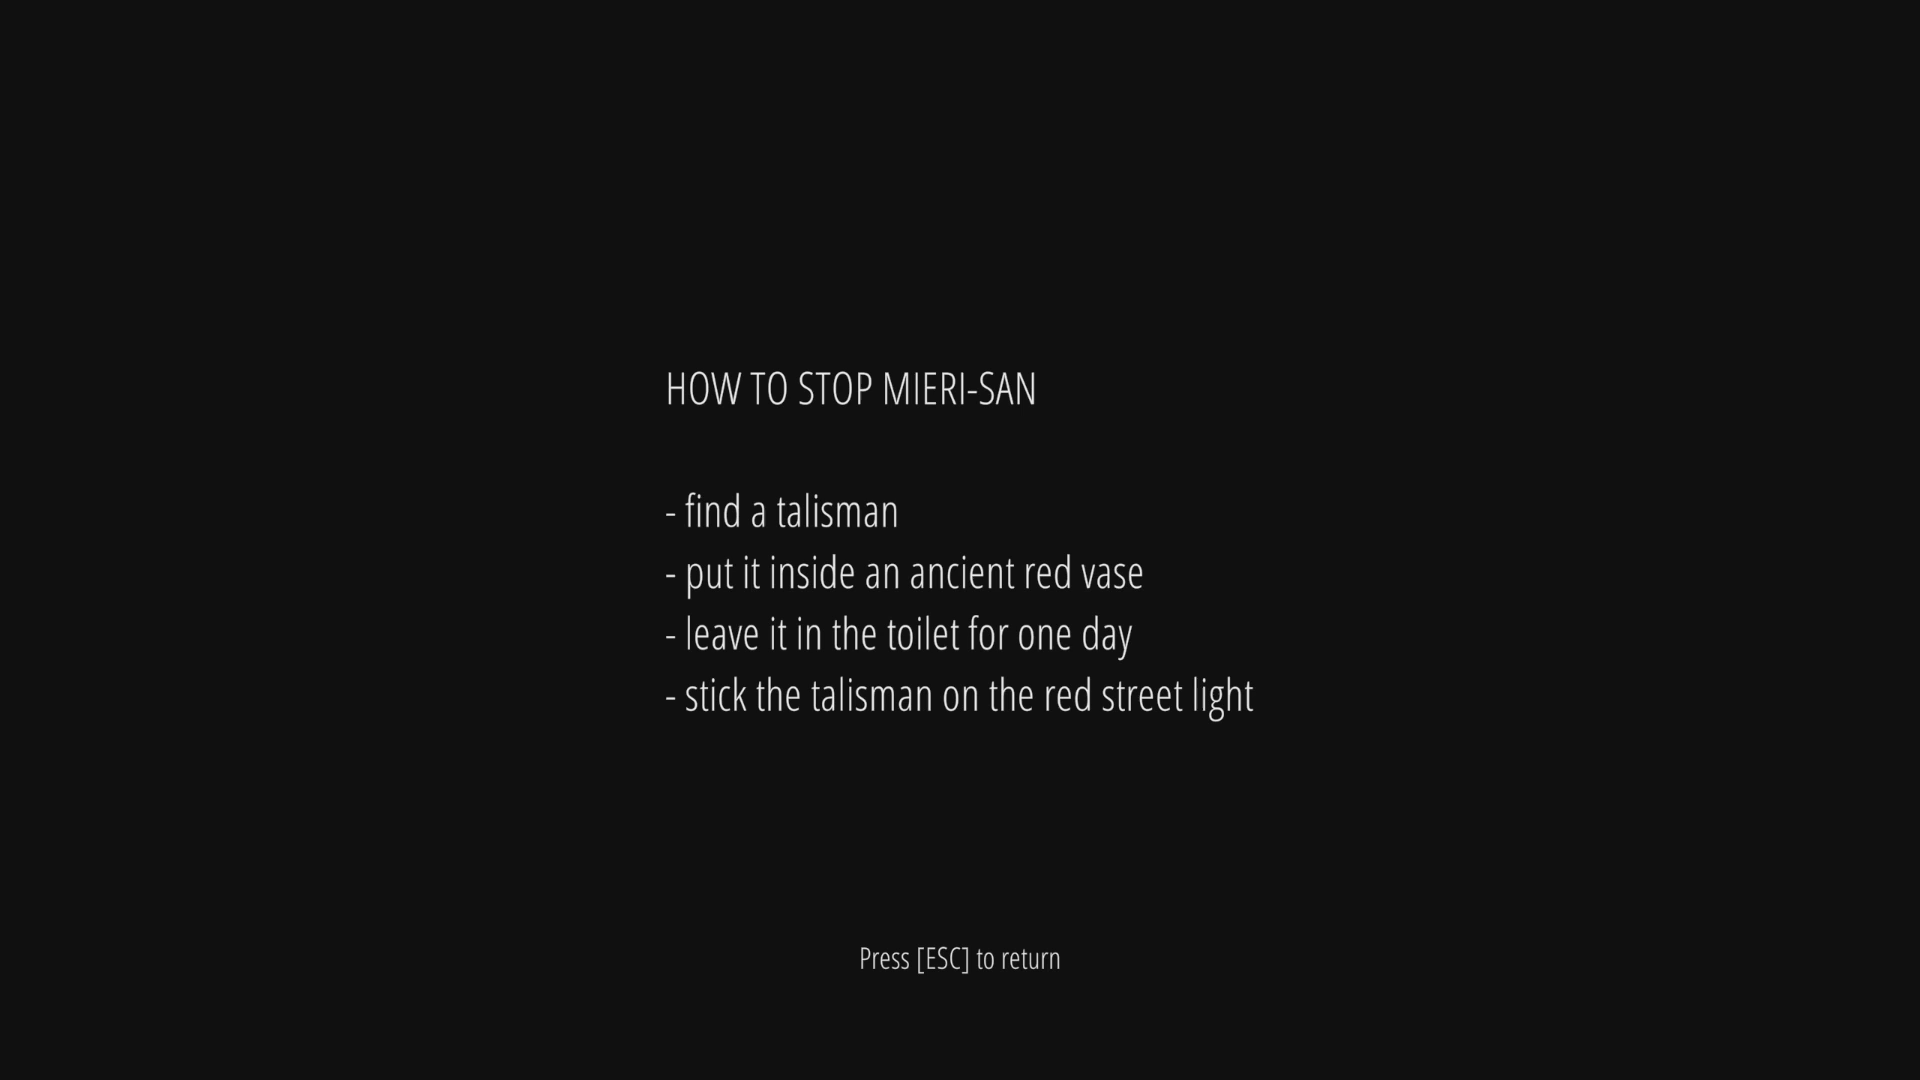 HOW TO STOP MIERI-SAN
- find a talisman
- put it inside an ancient red vase
- leave it in the toilet for one day
- stick the talisman on the red street light
Press [ESC] to return